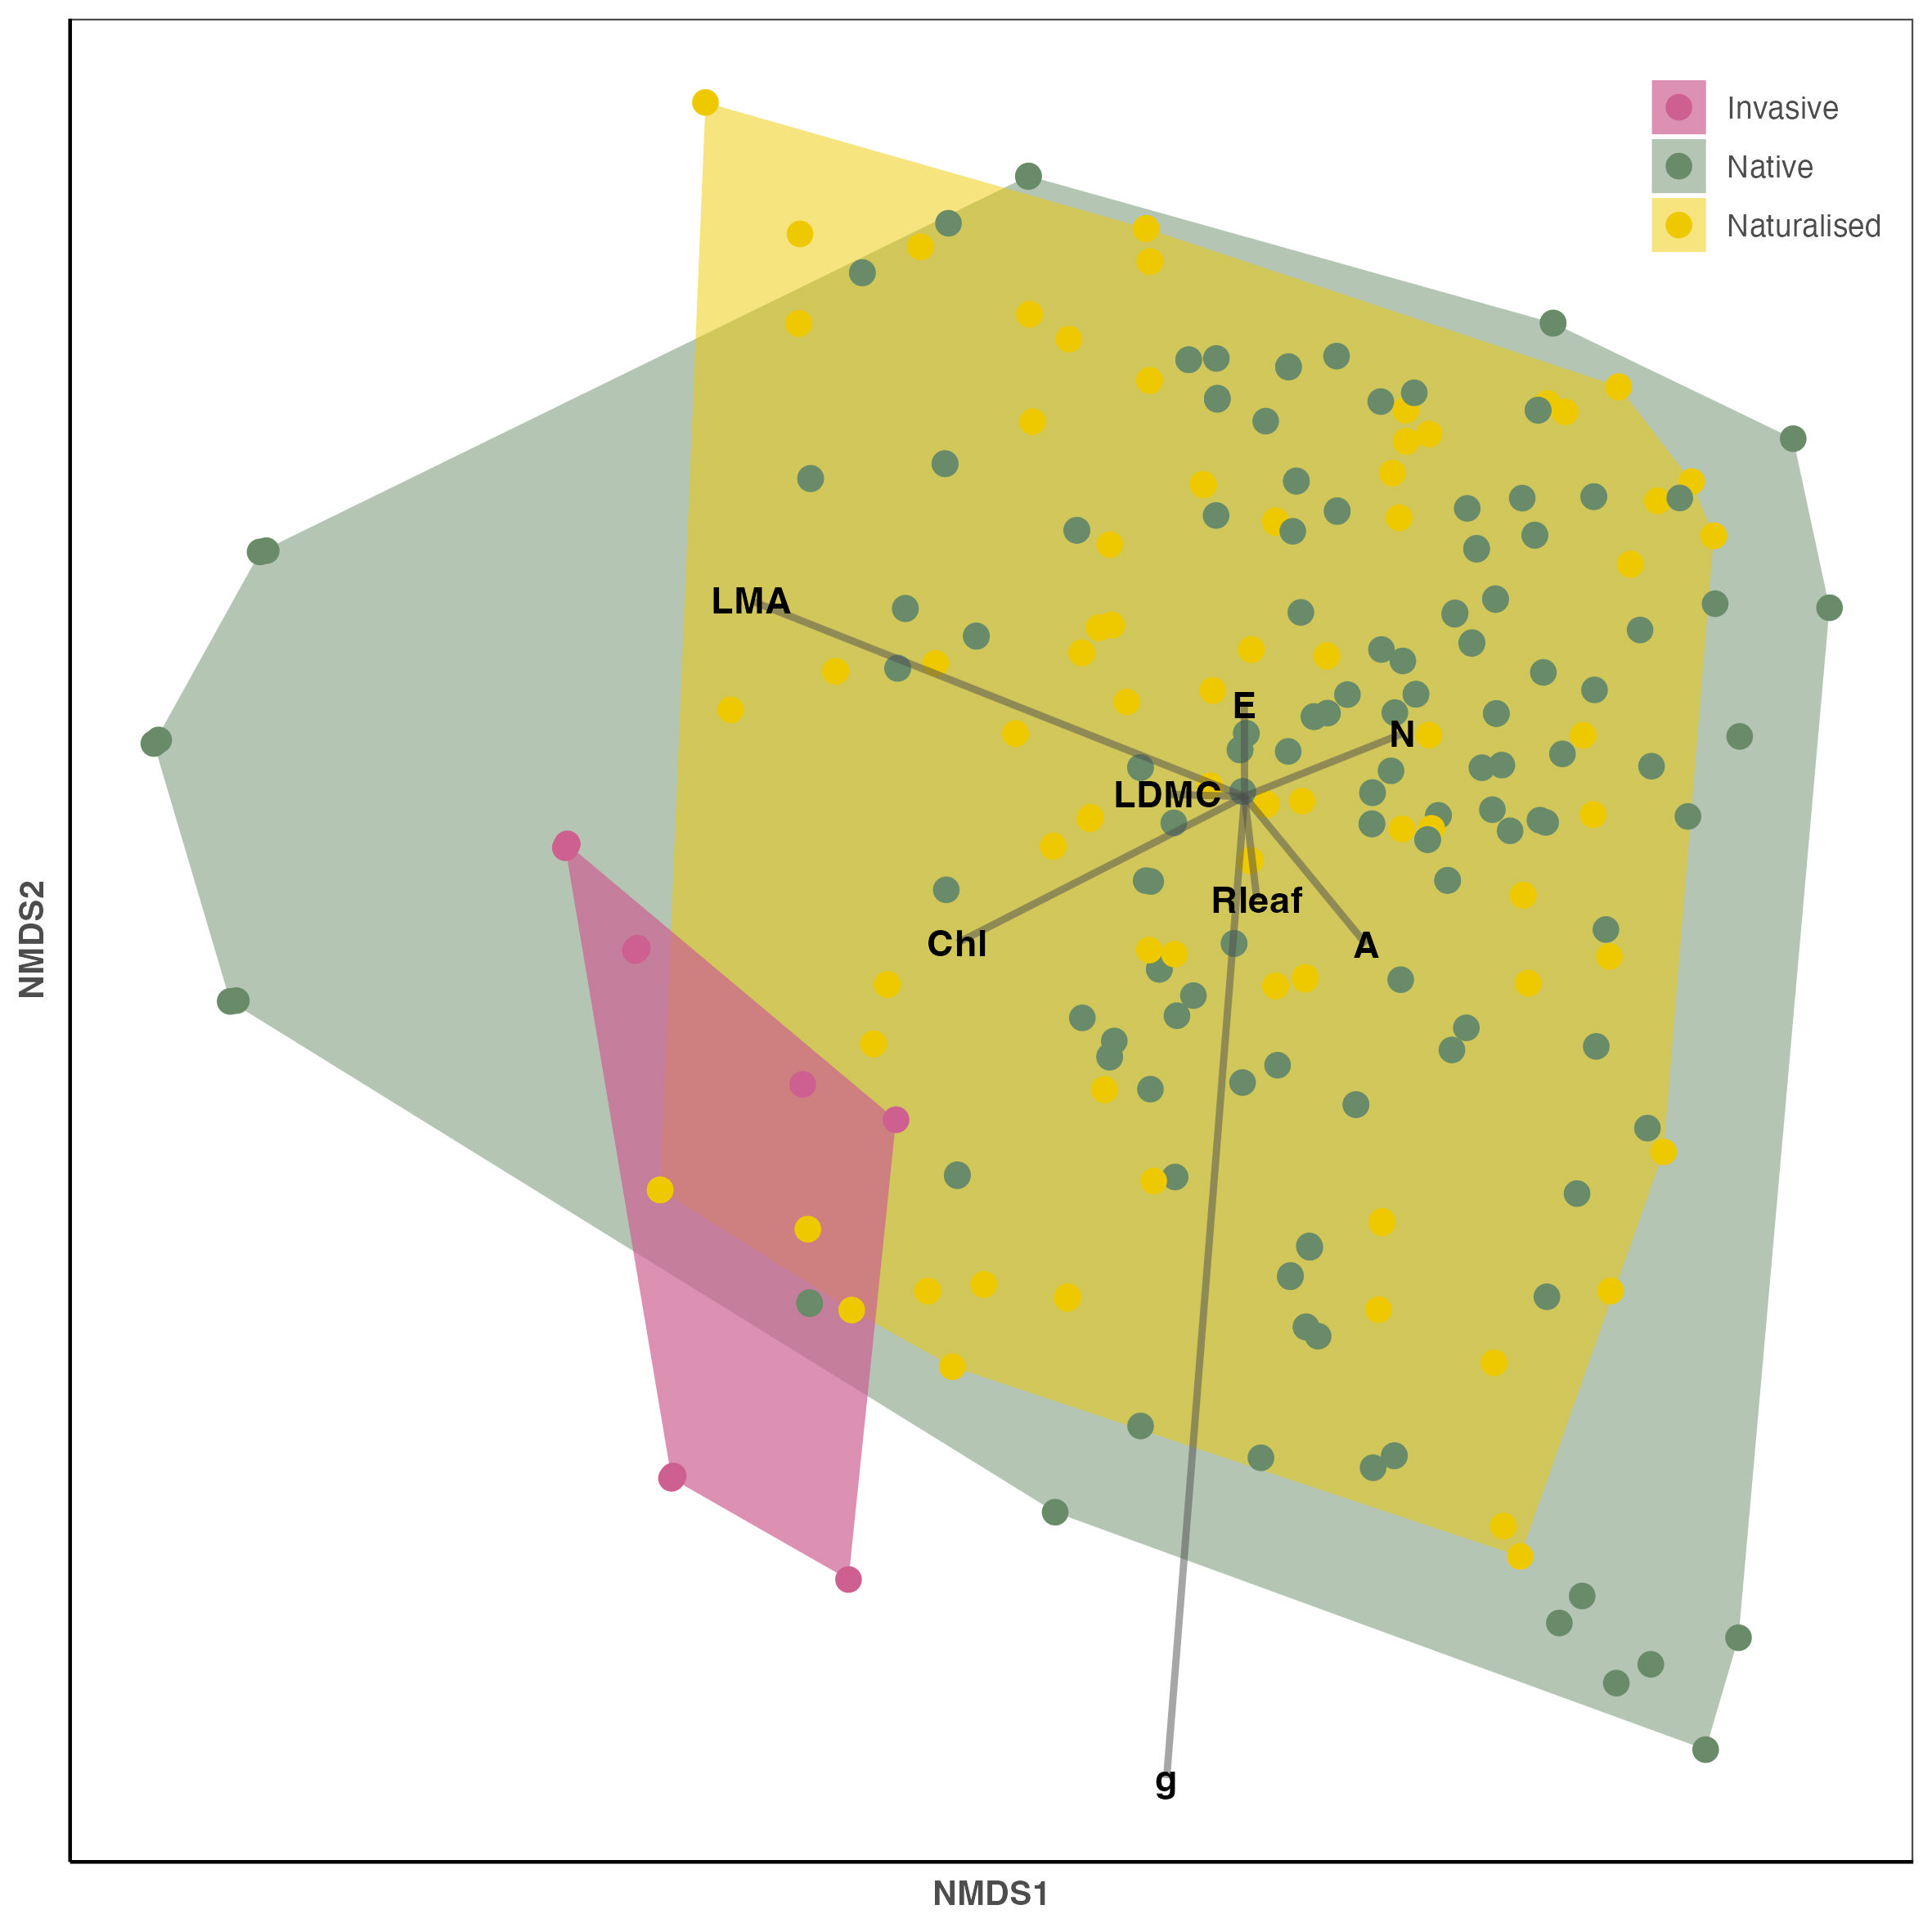 Invasive
Native
Naturalised
LMA
E
N
LDMC
Rleaf
Chl
A
g
NMDS2
NMDS1